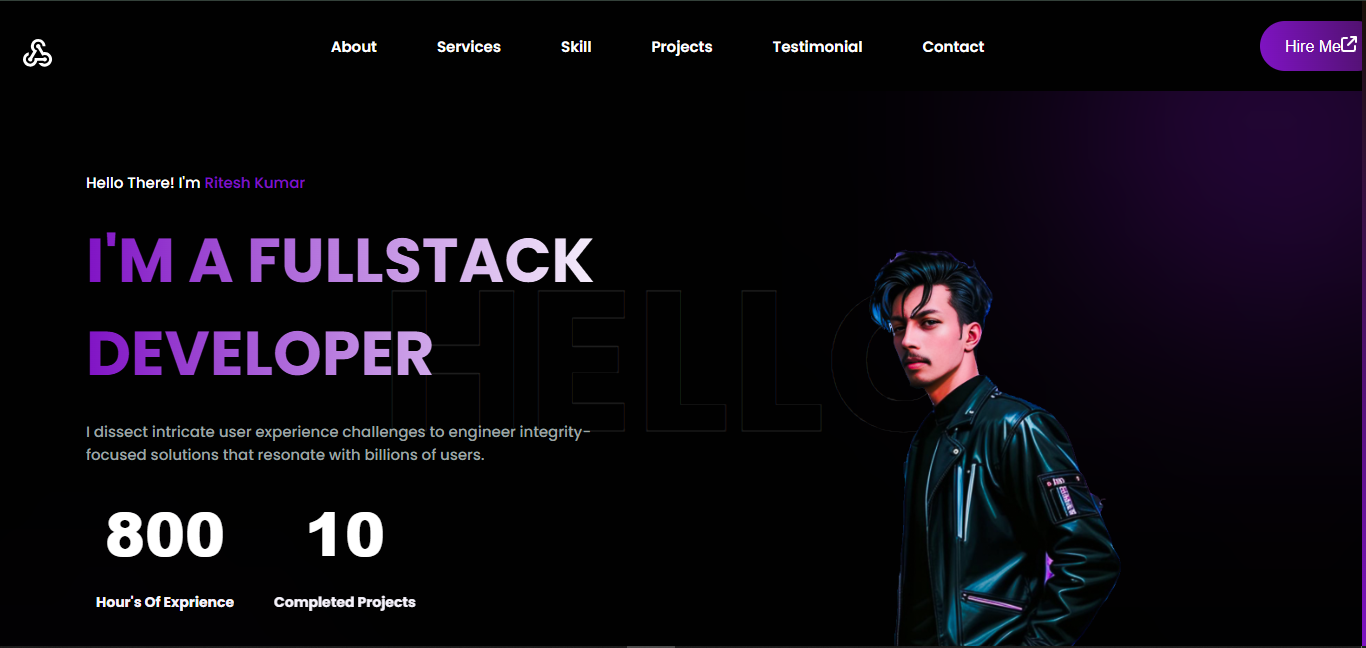 About Services Skill Projects Testimonial Contact Hire Me
Hello There! I'm Ritesh Kumar
I'M A FULLSTACK
DEVELOPER
HELLO
I dissect intricate user experience challenges to engineer integrity-
focused solutions that resonate with billions of users.
800 10
Hour's Of Exprience Completed Projects